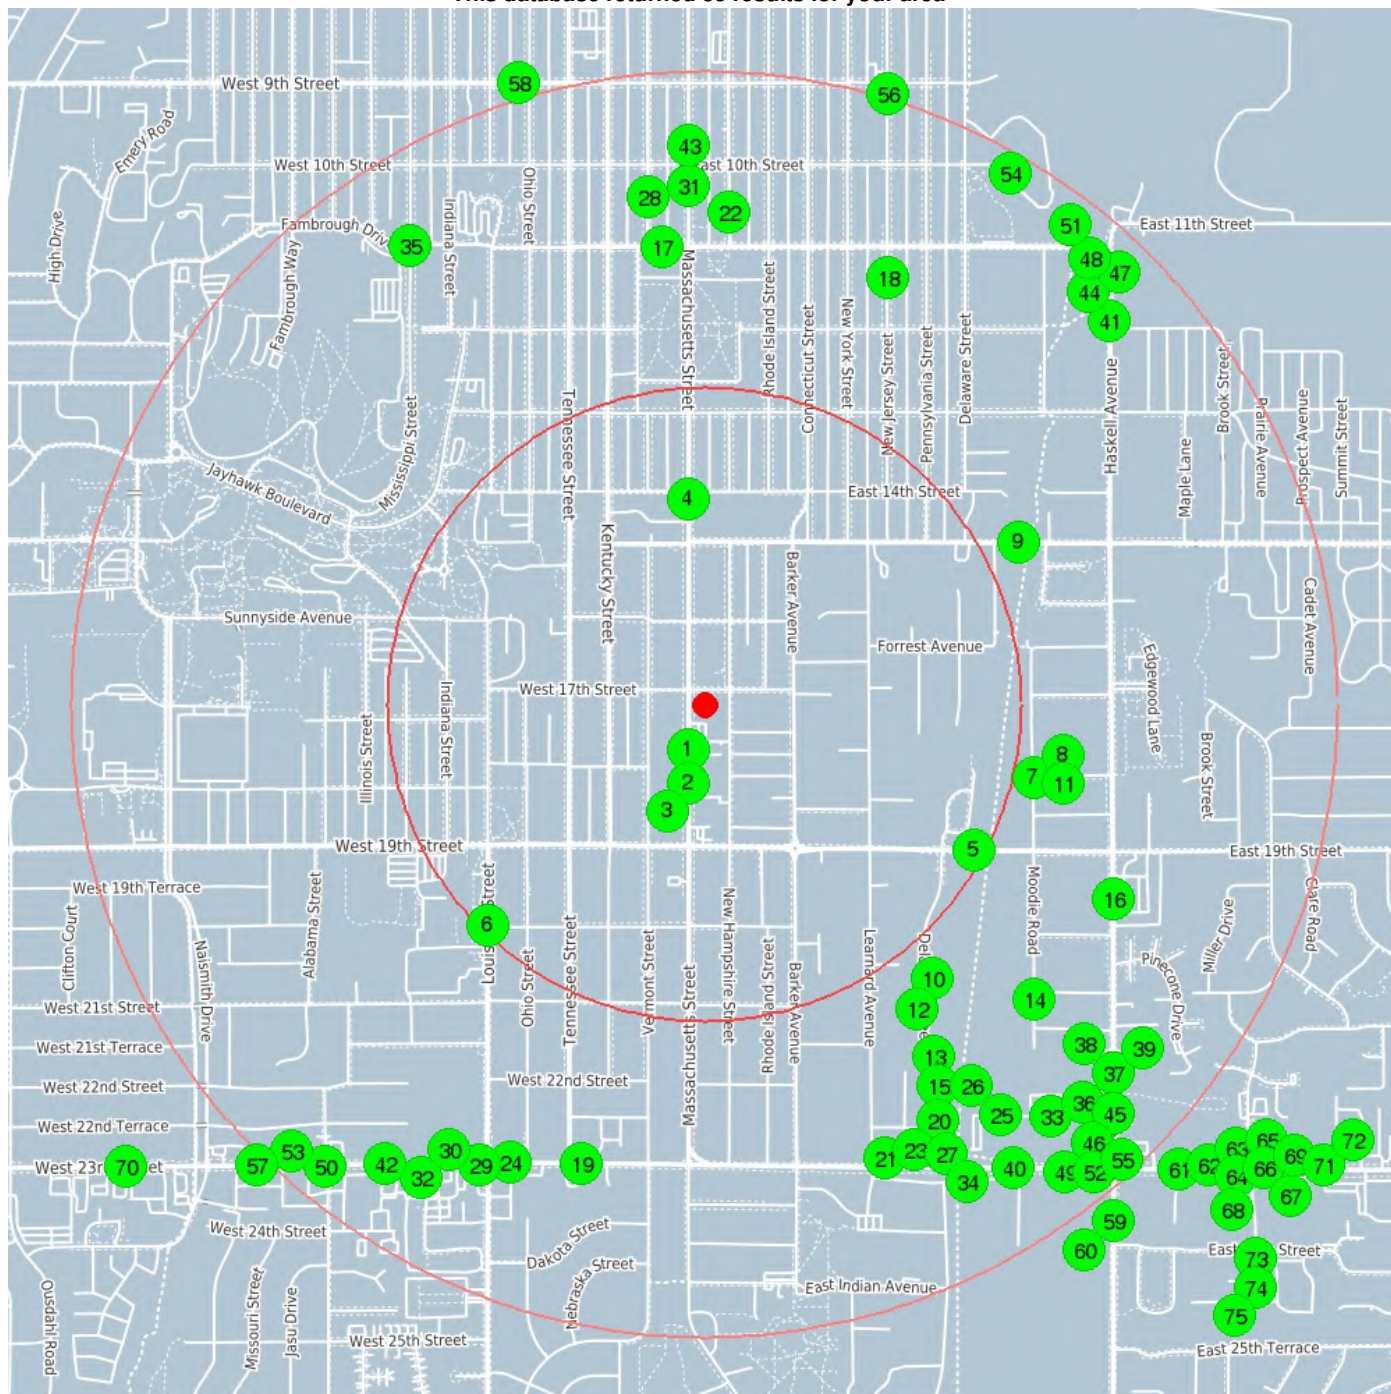 58
56
West 9th Street
Emery Road
43
West 10th Street
ast 10th Street
54
28
31
22
Ohio Street
Indiana Street
High Drive
Fambrough Driv
35
17
51
East 11th Street
48
47
18
44
41
Fambrough Way
Massachusetts Street
Rhode Island Street
Connecticut Street
New York Street
New Jersey Street
Pennsylvania Street
Delaware Street
Haskell Avenue
Brook Street
Prairie Avenue
Summit Street
Maple Lane
Tennessee Street
Mississippi Street
Jayhawk Boulevard
4
East 14th Street
9
Kentucky Street
Barker Avenue
Cadet Avenue
Sunnyside Avenue
Forrest Avenue
Edgewood Lane
West 17th Street
Indiana Street
Illinois Street
1
2
3
8
7
11
Brook Street
West 19th Street
5
East 19th Street
West 19th Terrace
Alabama Street
Clifton Court
Naismith Drive
6
Street
16
Moodie Road
Miller Drive
Clare Road
Pinecone Drive
New Hampshire Street
Learnard Avenue
10
12
14
West 21st Street
Ohio Street
Tennessee Street
Vermont Street
Massachusetts Street
Rhode Island Street
Barker Avenue
West 21st Terrace
13
38
39
37
West 22nd Street
West 22nd Street
15
26
36
25
33
45
West 22nd Terrace
20
46
53
30
23
27
21
55
63
65
72
West 23r
et
70
57
50
42
32
29
24
19
34
40
49
52
61
62
64
66
69
71
67
68
West 24th Street
59
60
Dakota Street
Nebraska Street
East
Street
73
74
75
East Indian Avenue
Ousdahl Road
Missouri Street
Jasu Drive
West 25th Street
East 25th Terrace